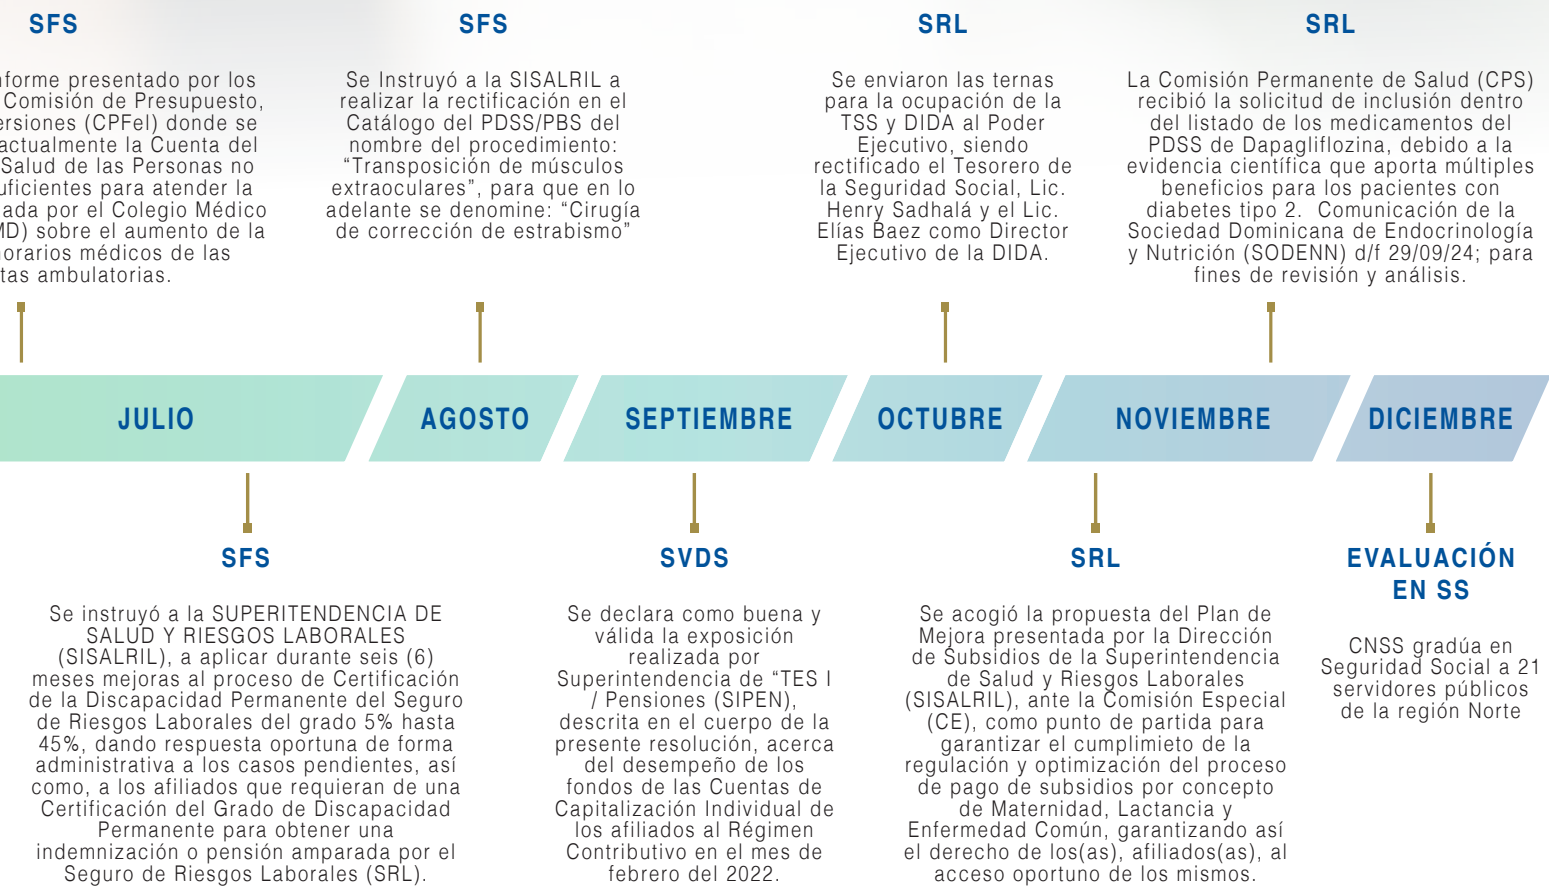 SFS
nforme presentado por los
Comisión de Presupuesto,
ersiones (CPFeI) donde se
actualmente la Cuenta del
Salud de las Personas no
uficientes para atender la
ada por el Colegio Médico
MD) sobre el aumento de la
norarios médicos de las
tas ambulatorias.
SFS
Se Instruyó a la SISALRIL a
realizar la rectificación en el
Catálogo del PDSS/PBS del
nombre del procedimiento:
“Transposición de músculos
extraoculares”, para que en lo
adelante se denomine: “Cirugía
de corrección de estrabismo”
SRL
Se enviaron las ternas
para la ocupación de la
TSS y DIDA al Poder
Ejecutivo, siendo
rectificado el Tesorero de
la Seguridad Social, Lic.
Henry Sadhalá y el Lic.
Elías Baez como Director
Ejecutivo de la DIDA.
SRL
La Comisión Permanente de Salud (CPS)
recibió la solicitud de inclusión dentro
del listado de los medicamentos del
PDSS de Dapagliflozina, debido a la
evidencia científica que aporta múltiples
beneficios para los pacientes con
diabetes tipo 2. Comunicación de la
Sociedad Dominicana de Endocrinología
y Nutrición (SODENN) d/f 29/09/24; para
fines de revisión y análisis.
JULIO
AGOSTO
SEPTIEMBRE
OCTUBRE
NOVIEMBRE
DICIEMBRE
SFS
Se instruyó a la SUPERITENDENCIA DE
SALUD Y RIESGOS LABORALES
(SISALRIL), a aplicar durante seis (6)
meses mejoras al proceso de Certificación
de la Discapacidad Permanente del Seguro
de Riesgos Laborales del grado 5% hasta
45%, dando respuesta oportuna de forma
administrativa a los casos pendientes, así
como, a los afiliados que requieran de una
Certificación del Grado de Discapacidad
Permanente para obtener una
indemnización o pensión amparada por el
Seguro de Riesgos Laborales (SRL).
SVDS
Se declara como buena y
válida la exposición
realizada por
Superintendencia de “TES I
/ Pensiones (SIPEN),
descrita en el cuerpo de la
presente resolución, acerca
del desempeño de los
fondos de las Cuentas de
Capitalización Individual de
los afiliados al Régimen
Contributivo en el mes de
febrero del 2022.
SRL
Se acogió la propuesta del Plan de
Mejora presentada por la Dirección
de Subsidios de la Superintendencia
de Salud y Riesgos Laborales
(SISALRIL), ante la Comisión Especial
(CE), como punto de partida para
garantizar el cumplimieto de la
regulación y optimización del proceso
de pago de subsidios por concepto
de Maternidad, Lactancia y
Enfermedad Común, garantizando así
el derecho de los(as), afiliados(as), al
acceso oportuno de los mismos.
EVALUACIÓN
EN SS
CNSS gradúa en
Seguridad Social a 21
servidores públicos
de la región Norte